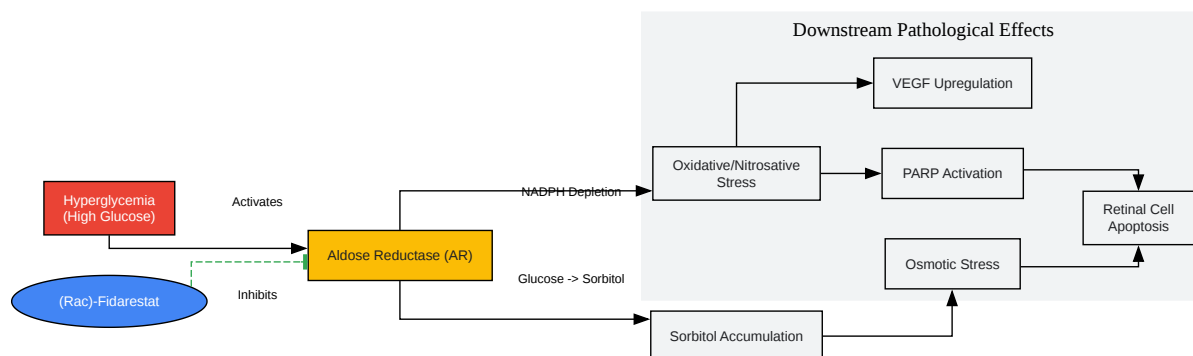 Downstream Pathological Effects
VEGF Upregulation
Oxidative/Nitrosative
Stress
PARP Activation
NADPH Depletion
Hyperglycemia
(High Glucose)
Activates
Retinal Cell
Apoptosis
Aldose Reductase (AR)
Osmotic Stress
Glucose -> Sorbitol
Inhibits
(Rac)-Fidarestat
Sorbitol Accumulation